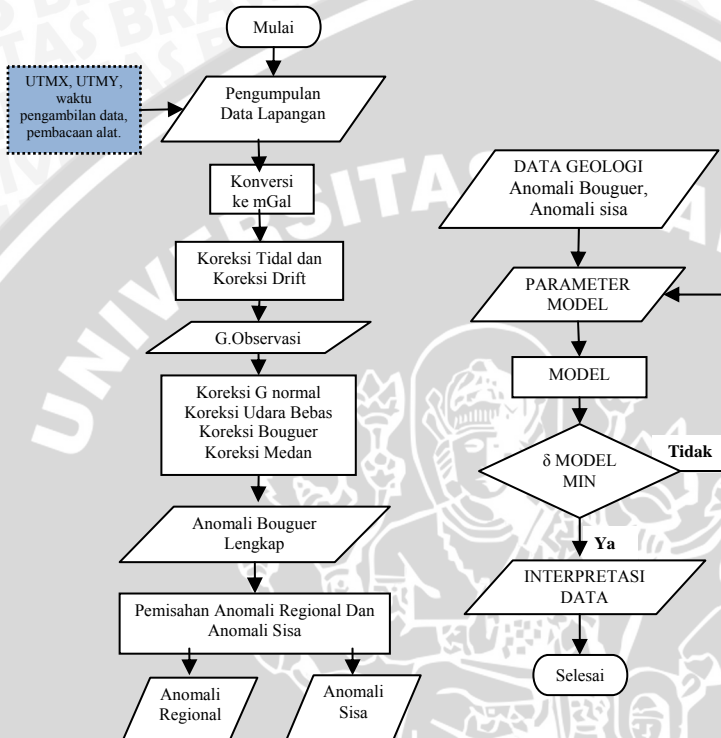 Mulai
UTMX, UTMY,
waktu
pengambilan data,
pembacaan alat.
Pengumpulan
Data Lapangan
Konversi
ke mGal
Koreksi Tidal dan
Koreksi Drift
G.Observasi
Koreksi G normal
Koreksi Udara Bebas
Koreksi Bouguer
Koreksi Medan
Anomali Bouguer
Lengkap
Pemisahan Anomali Regional Dan
Anomali Sisa
Anomali
Regional
Anomali
Sisa
DATA GEOLOGI
Anomali Bouguer,
Anomali sisa
PARAMETER
MODEL
MODEL
δ MODEL
MIN
Tidak
Ya
INTERPRETASI
DATA
Selesai
UNIVERSITAS